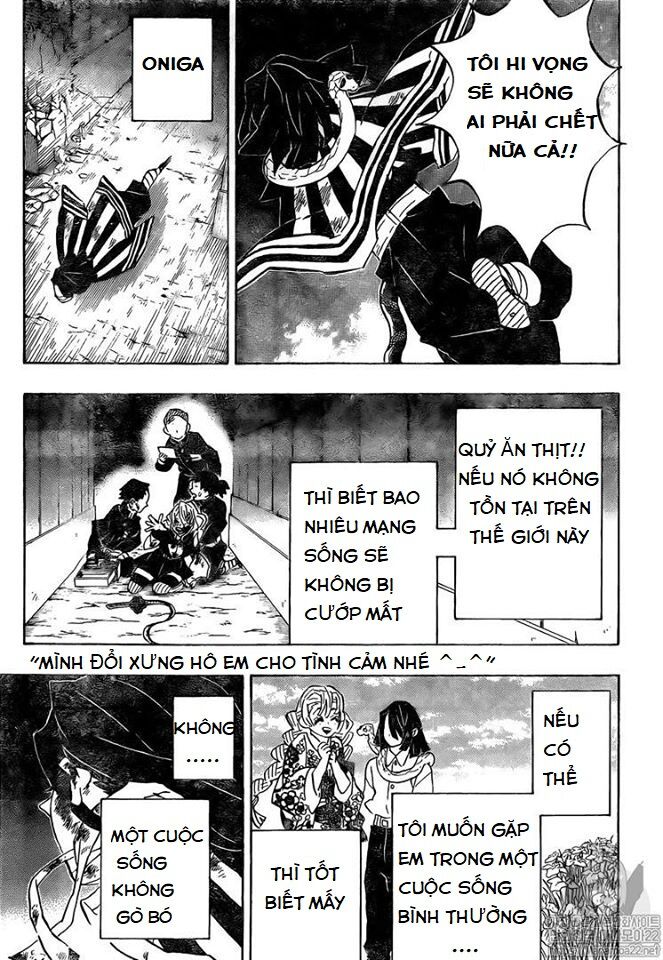 TÔI HI VỌNG
SẼ KHÔNG
AI PHẢI CHẾT
NỮA CẢ!!
ONIGA
QUỶ ĂN THỊT!!
NẾU NÓ KHÔNG
TỒN TẠI TRÊN
THẾ GIỚI NÀY
THÌ BIẾT BAO
NHIÊU MẠNG
SỐNG SẼ
KHÔNG BỊ
CƯỚP MẤT
"MÌNH ĐỔI XƯNG HÔ EM CHO TÌNH CẢM NHÉ ^_^"
NẾU
CÓ
THỂ
TÔI MUỐN GẶP
EM TRONG MỘT
CUỘC SỐNG
BÌNH THƯỜNG
....
THÌ TỐT
BIẾT MẤY
KHÔNG
.....
MỘT CUỘC
SỐNG
KHÔNG
GÒ BÓ